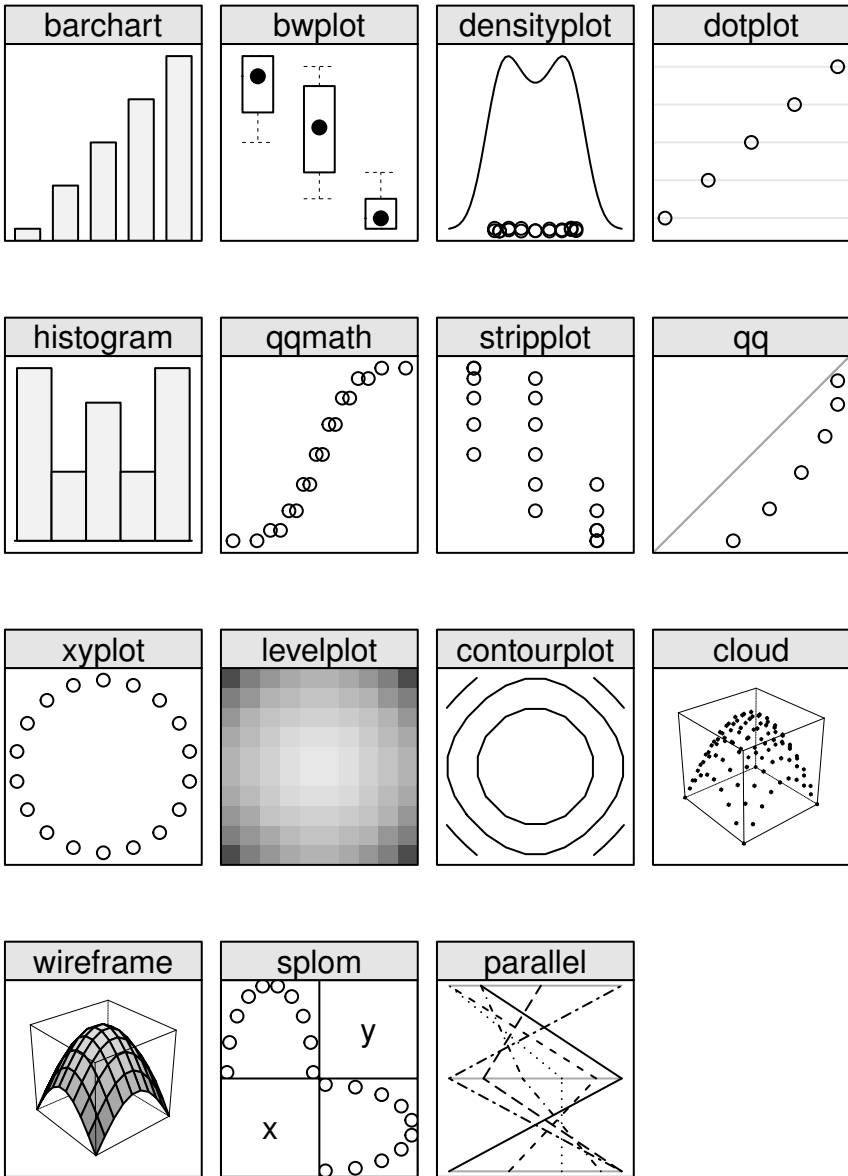 barchart
bwplot
densityplot
dotplot
histogram
qqmath
stripplot
qq
xyplot
levelplot
contourplot
cloud
wireframe
splom
parallel
y
x